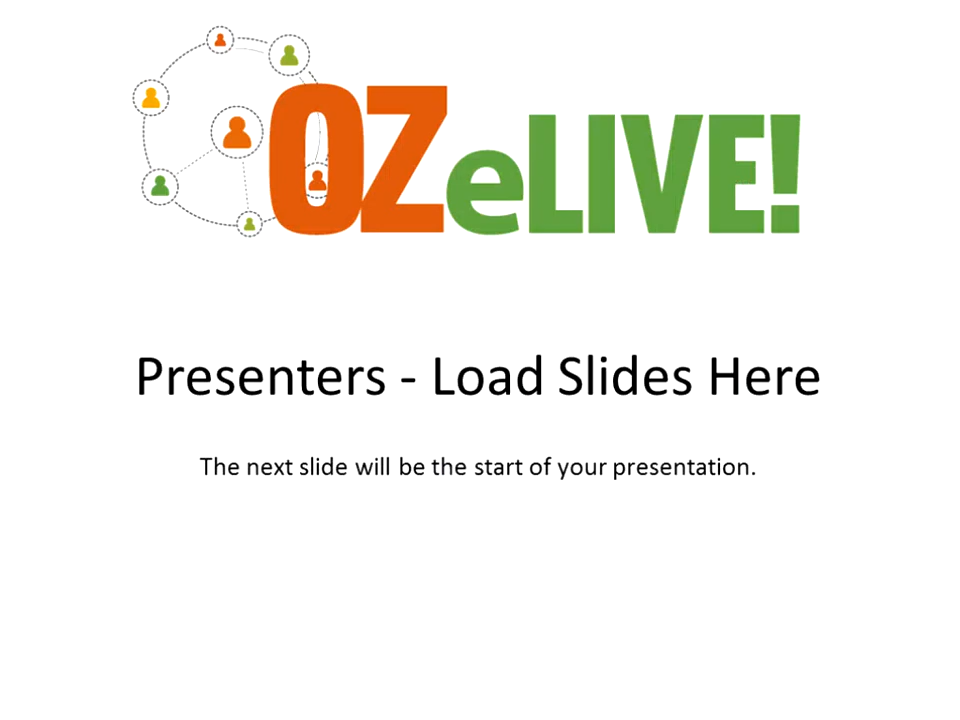 OZeLIVE!
Presenters - Load Slides Here
The next slide will be the start of your presentation.